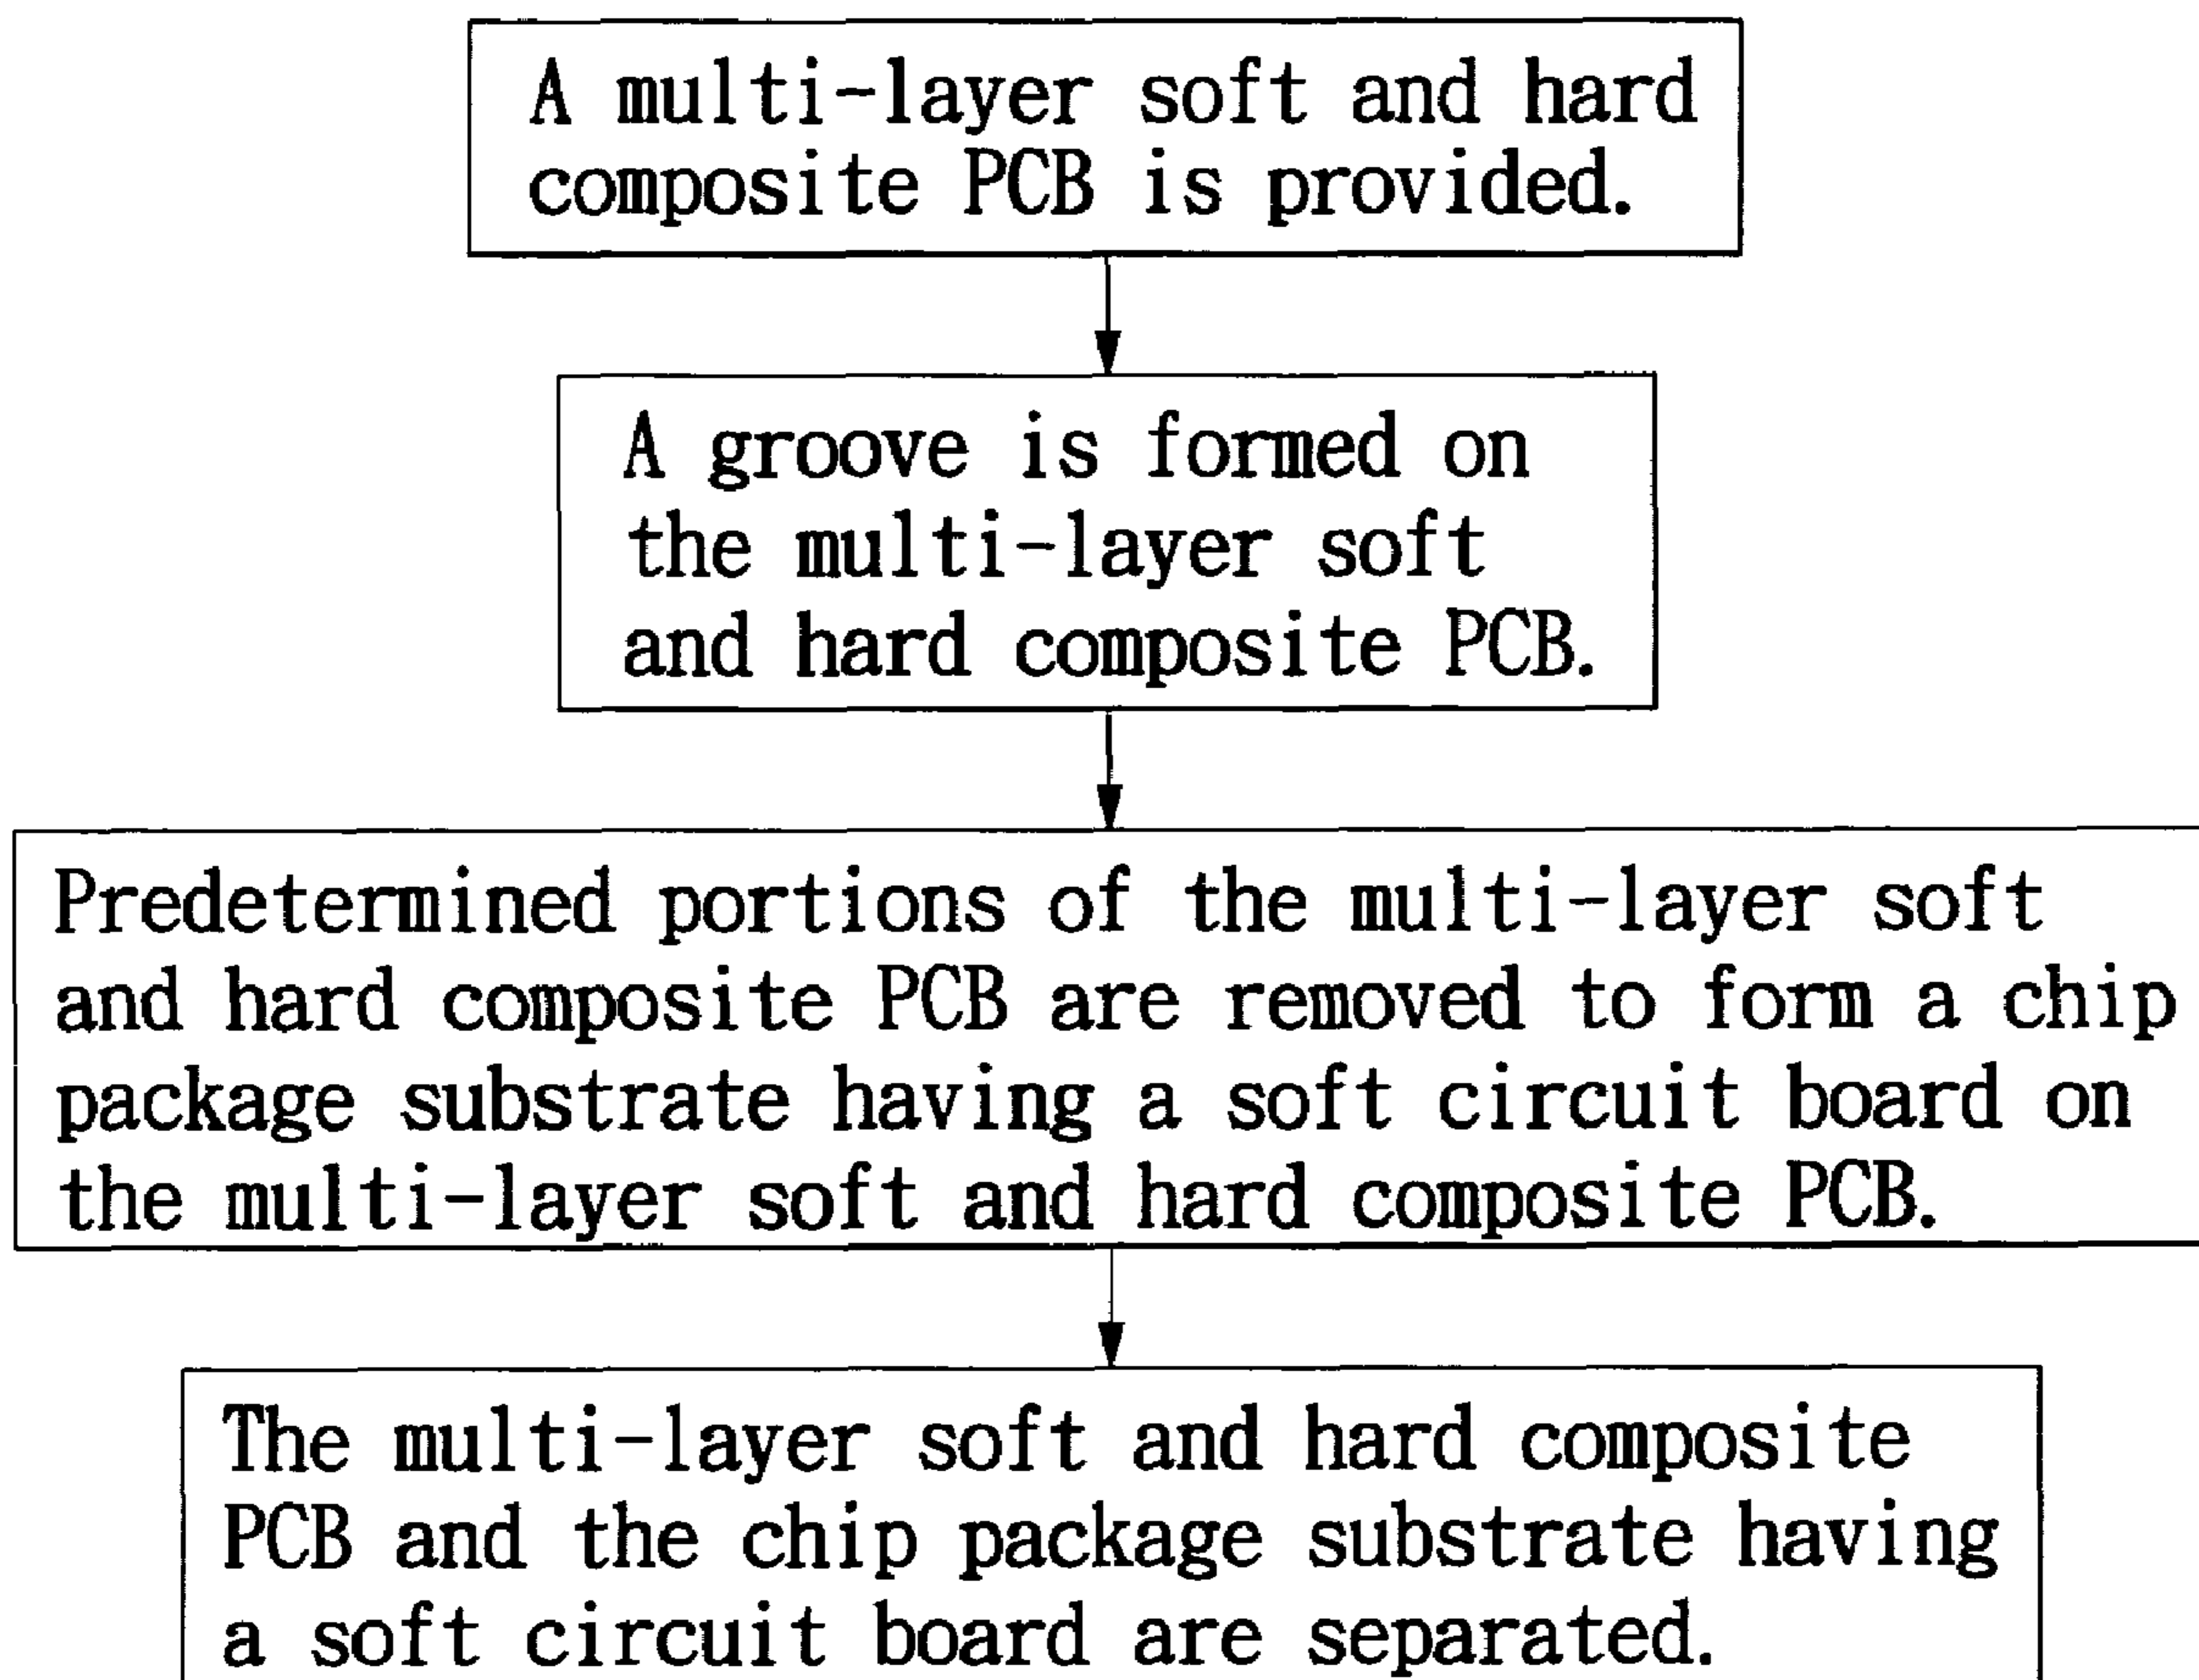 A multi-layer soft and hard
composite PCB is provided.
A groove is formed on
the multi-layer soft
and hard composite PCB.
Predetermined portions of the multi-layer soft
and hard composite PCB are removed to form a chip
package substrate having a soft circuit board on
the multi-layer soft and hard composite PCB.
The multi-layer soft and hard composite
PCB and the chip package substrate having
a soft circuit board are separated.